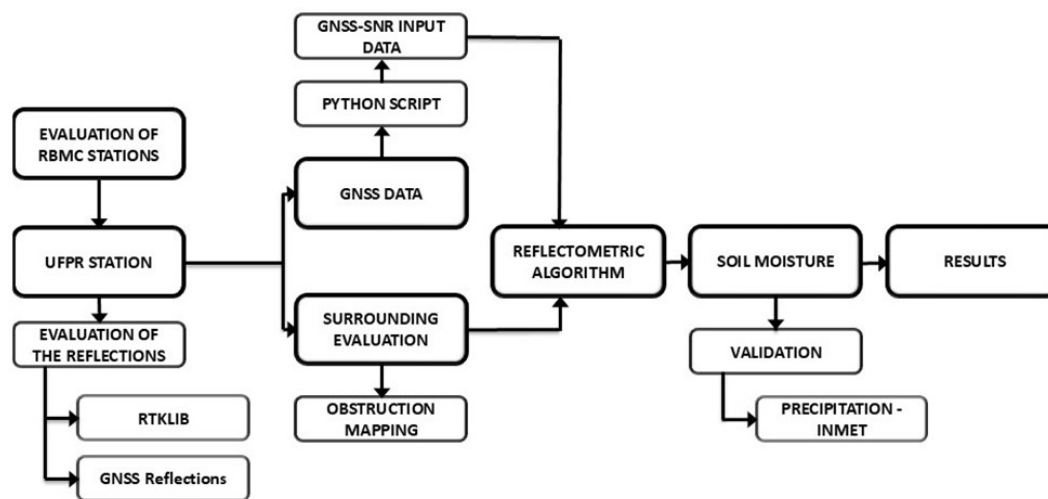 GNSS-SNR INPUT
DATA
PYTHON SCRIPT
EVALUATION OF
RBMC STATIONS
GNSS DATA
UFPR STATION
REFLECTOMETRIC
ALGORITHM
SOIL MOISTURE
RESULTS
SURROUNDING
EVALUATION
EVALUATION OF
THE REFLECTIONS
VALIDATION
RTKLIB
OBSTRUCTION
MAPPING
PRECIPITATION -
INMET
GNSS Reflections